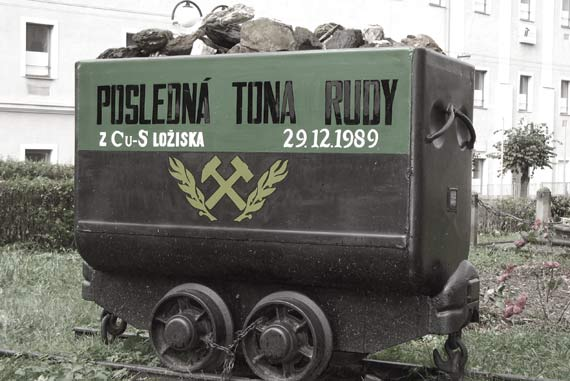 POSLEDNÁ TONA RUDY
Z CU-S LOŽISKA 29.12.1989